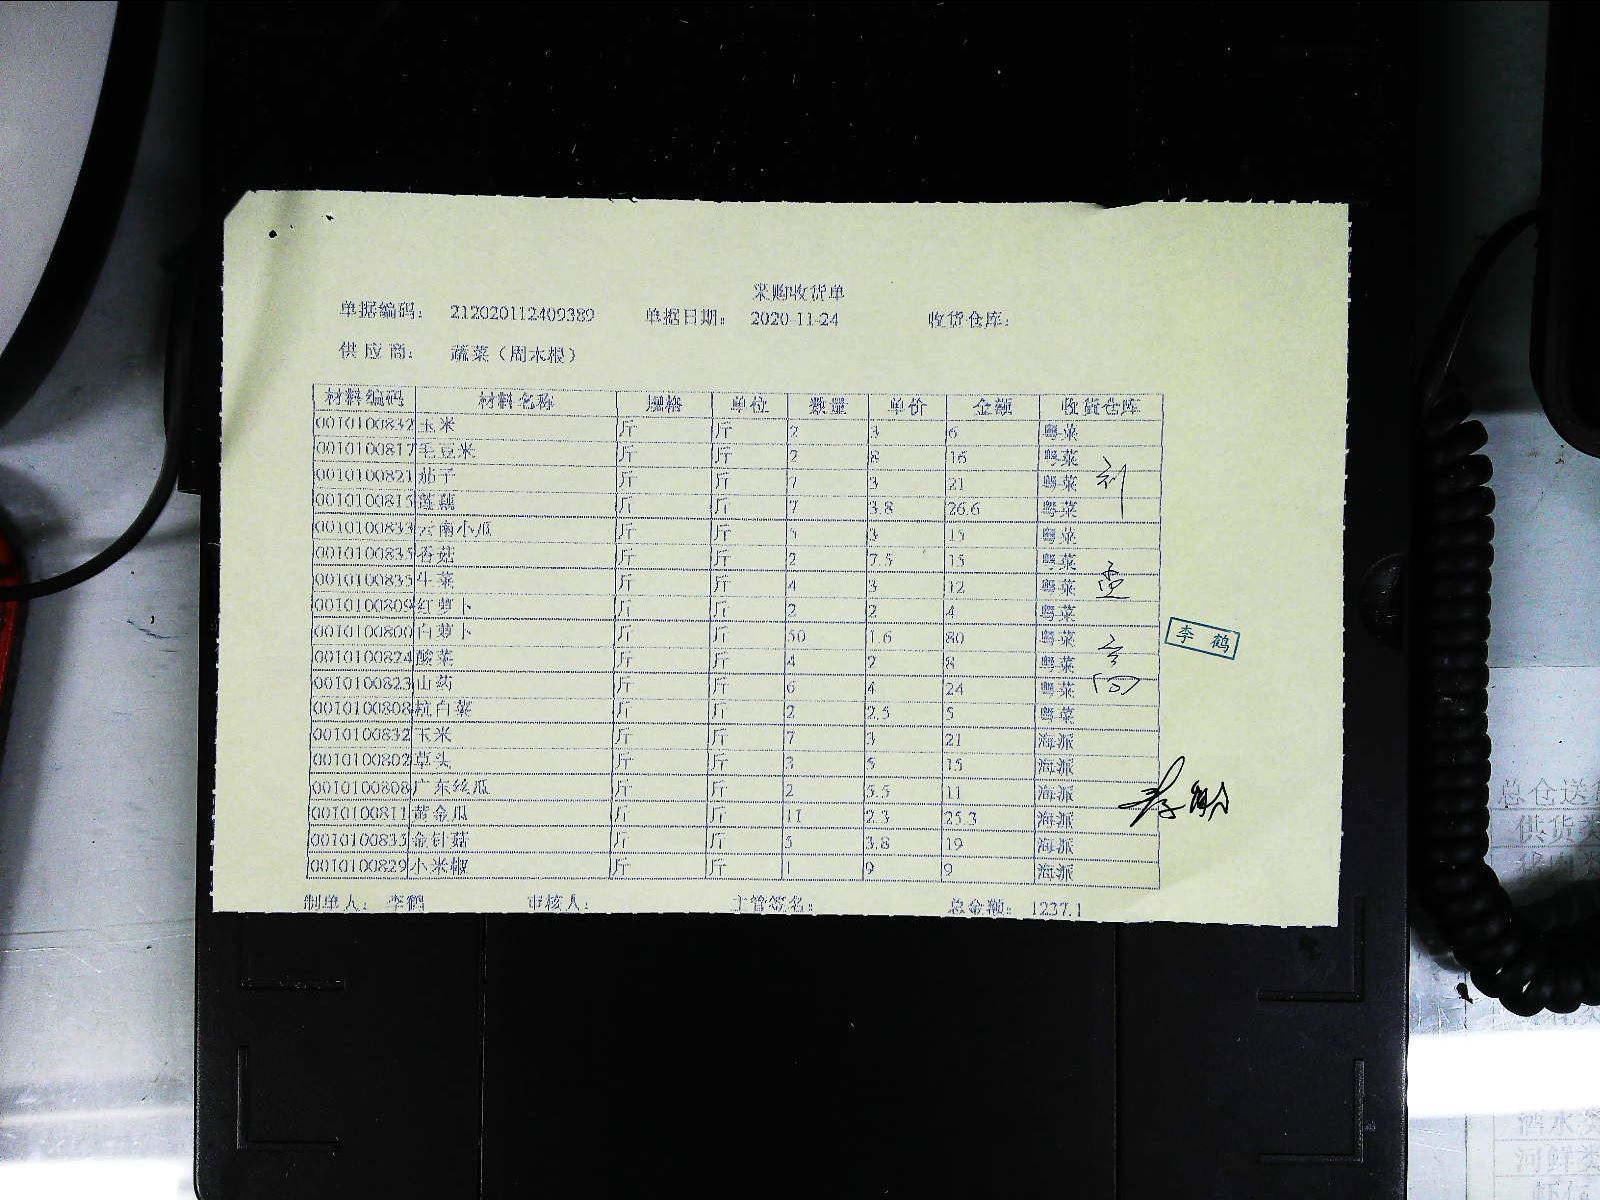 采购收货单
单据编码： 212020112409389 单据日期： 2020-11-24 收货仓库：
供 应 商： 蔬菜（周木根）
材料编码 材料名称 规格 单位 数量 单价 金额 收货仓库
0010100832 玉米 斤 斤 2 3 6 粤菜
0010100817 毛豆米 斤 斤 2 8 16 粤菜
0010100821 茄子 斤 斤 7 3 21 粤菜
0010100815 莲藕 斤 斤 7 3.8 26.6 粤菜
0010100833 云南小瓜 斤 斤 5 3 15 粤菜
0010100835 香菇 斤 斤 2 7.5 15 粤菜
0010100835 生菜 斤 斤 4 3 12 粤菜
0010100809 红萝卜 斤 斤 2 2 4 粤菜
0010100800 白萝卜 斤 斤 50 1.6 80 粤菜
李 鹤
0010100824 酸菜 斤 斤 4 2 8 粤菜
0010100823 山药 斤 斤 6 4 24 粤菜
0010100808 杭白菜 斤 斤 2 2.5 5 粤菜
0010100832 玉米 斤 斤 7 3 21 海派
0010100802 草头 斤 斤 3 5 15 海派
0010100808 广东丝瓜 斤 斤 2 5.5 11 海派
0010100811 黄金瓜 斤 斤 11 2.3 25.3 海派
0010100835 金针菇 斤 斤 5 3.8 19 海派
0010100829 小米椒 斤 斤 1 9 9 海派
制单人： 李鹤 审核人： 主管签名： 总金额： 1237.1
总仓送
供货类
酒水类
河鲜类